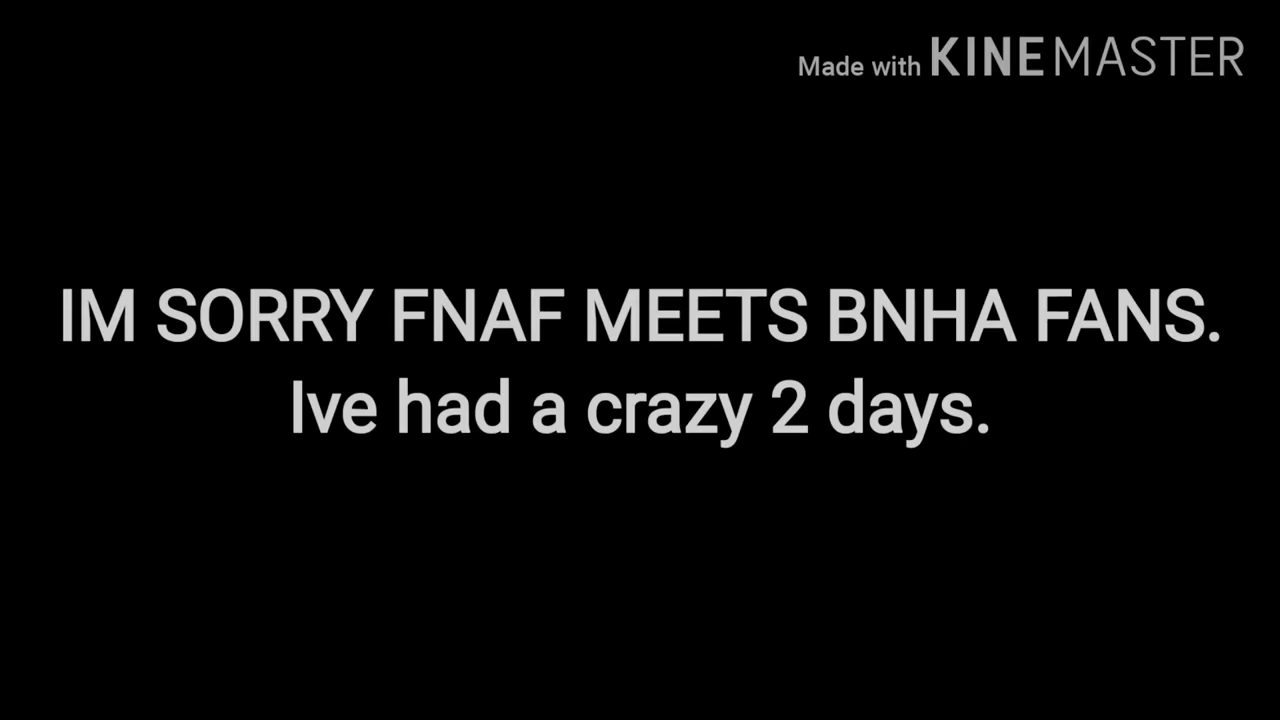 Made with KINEMASTER
IM SORRY FNAF MEETS BNHA FANS.
Ive had a crazy 2 days.